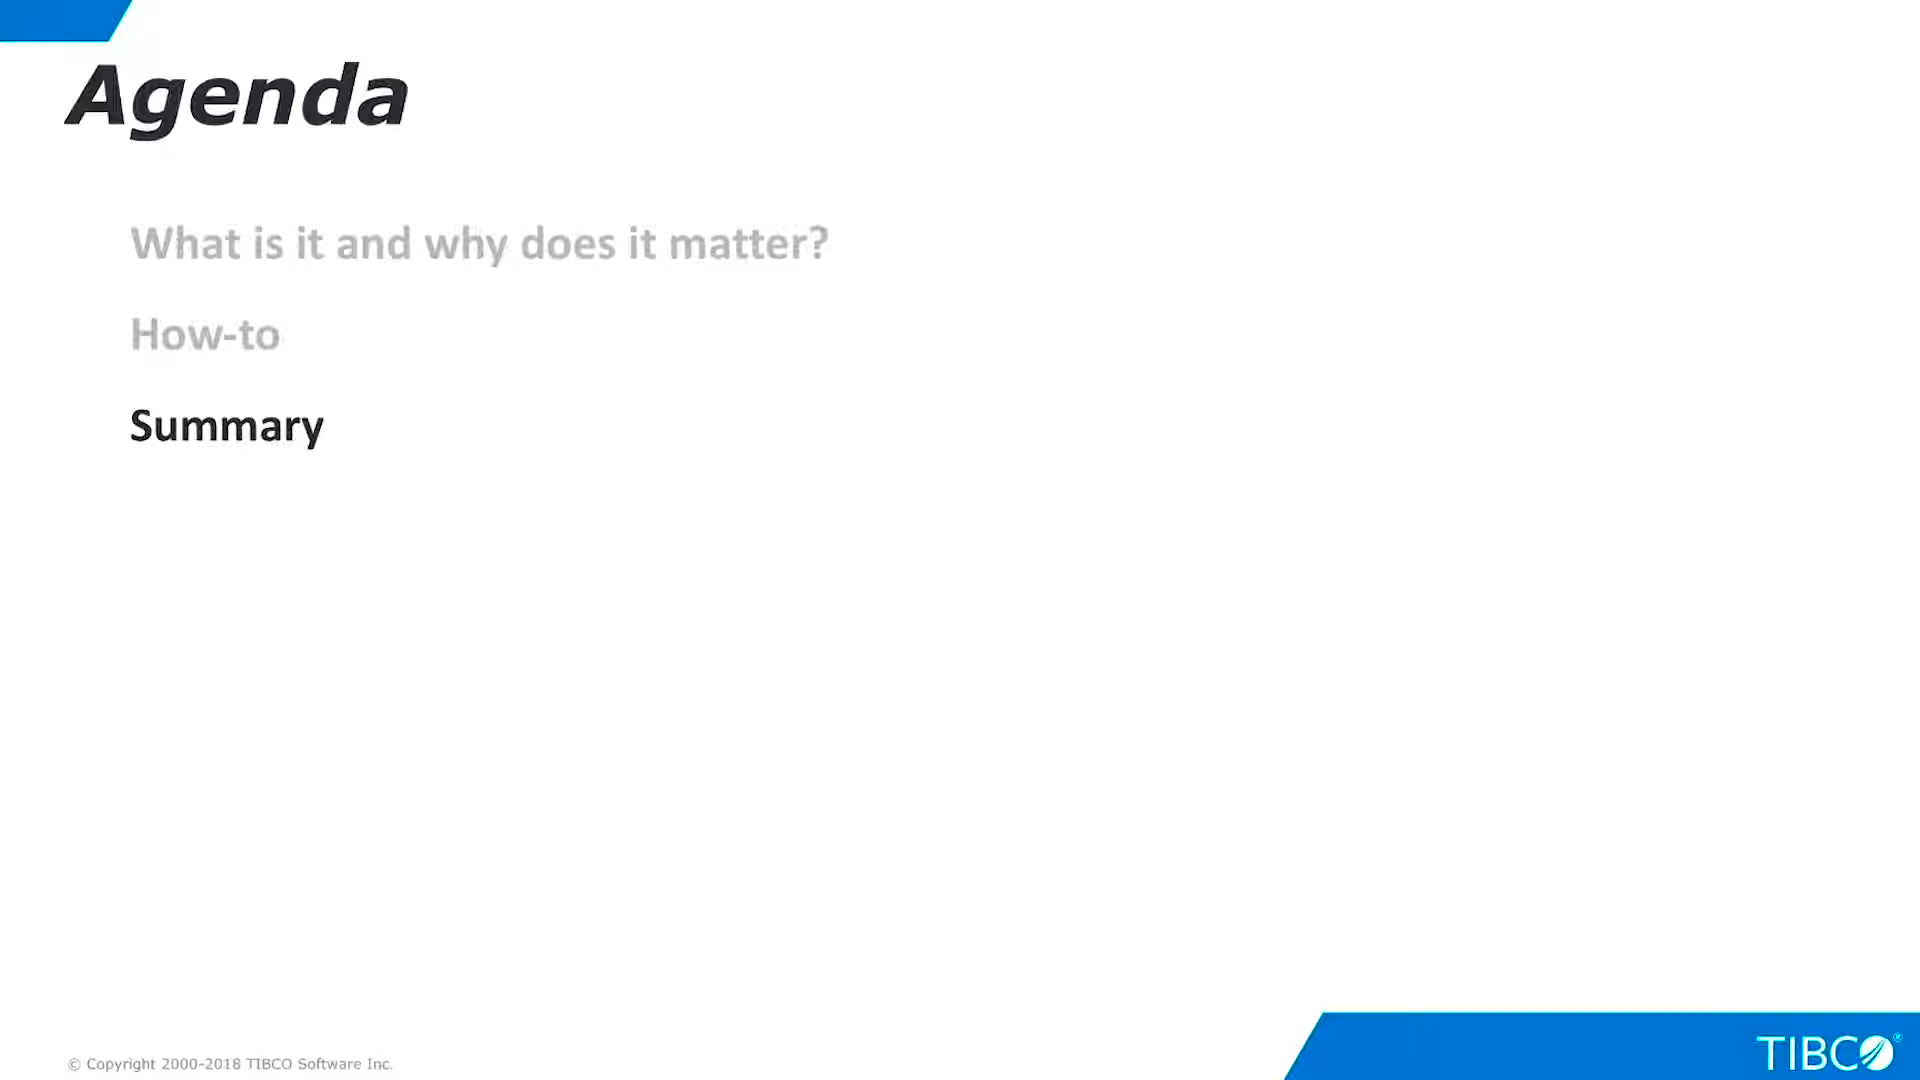 Agenda
What is it and why does it matter?
How-to
Summary
© Copyright 2000-2018 TIBCO Software Inc.
TIBCO®